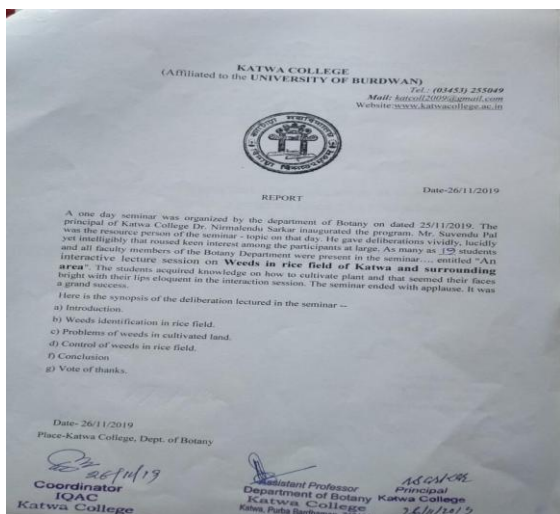 KATWA COLLEGE
(Affiliated to the UNIVERSITY OF BURDWAN)
Tel.: (03453) 255049
Mail: katcoll2009@gmail.com
Website:www.katwacollege.ac.in
Date-26/11/2019
REPORT
A one day seminar was organized by the department of Botany on dated 25/11/2019. The
principal of Katwa College Dr. Nirmalendu Sarkar inaugurated the program. Mr. Suvendu Pal
was the resource person of the seminar - topic on that day. He gave deliberations vividly, lucidly
yet intelligibly that roused keen interest among the participants at large. As many as 19 students
and all faculty members of the Botany Department were present in the seminar.... entitled "An
interactive lecture session on Weeds in rice field of Katwa and surrounding
area". The students acquired knowledge on how to cultivate plant and that seemed their faces
bright with their lips eloquent in the interaction session. The seminar ended with applause. It was
a grand success.
Here is the synopsis of the deliberation lectured in the seminar --
a) Introduction.
b) Weeds identification in rice field.
c) Problems of weeds in cultivated land.
d) Control of weeds in rice field.
f) Conclusion
g) Vote of thanks.
Date- 26/11/2019
Place-Katwa College, Dept. of Botany
26/11/19
Coordinator
IQAC
Katwa College
Assistant Professor
Department of Botany
Katwa College
Katwa, Purba
Principal
Katwa College
26/11/2019